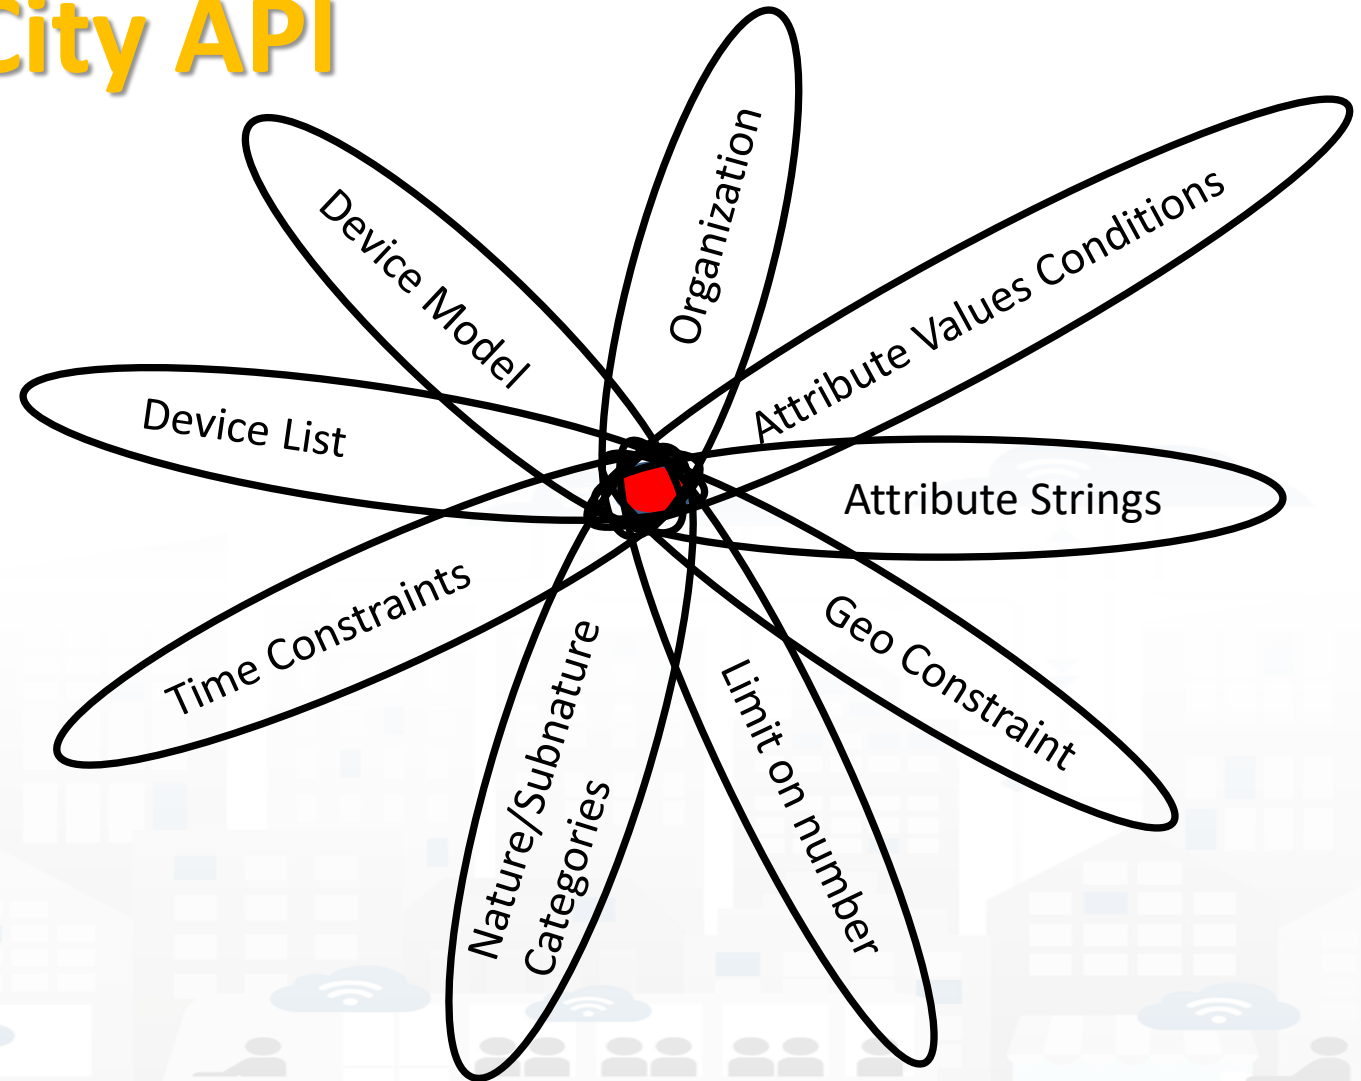 City API
Organization
Device Model
Attribute Values Conditions
Device List
Attribute Strings
Time Constraints
Geo Constraint
Nature/Subnature
Categories
Limit on number